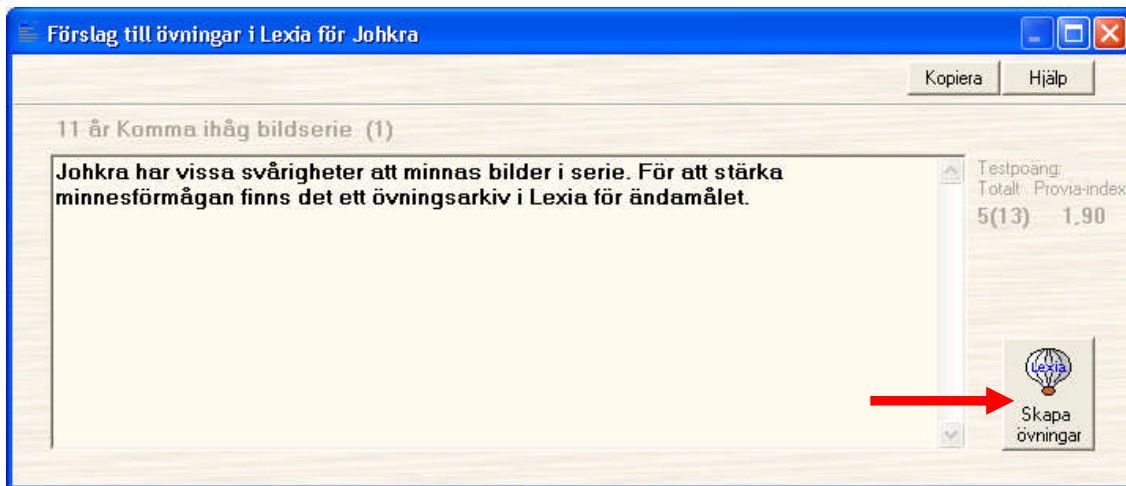 Förslag till övningar i Lexia för Johkra
Kopiera Hjälp
11 år Komma ihåg bildserie (1)
Johkra har vissa svårigheter att minnas bilder i serie. För att stärka
minnesförmågan finns det ett övningsarkiv i Lexia för ändamålet.
Testpoäng:
Totalt Provia-index
5(13) 1,90
Lexia
Skapa
övningar